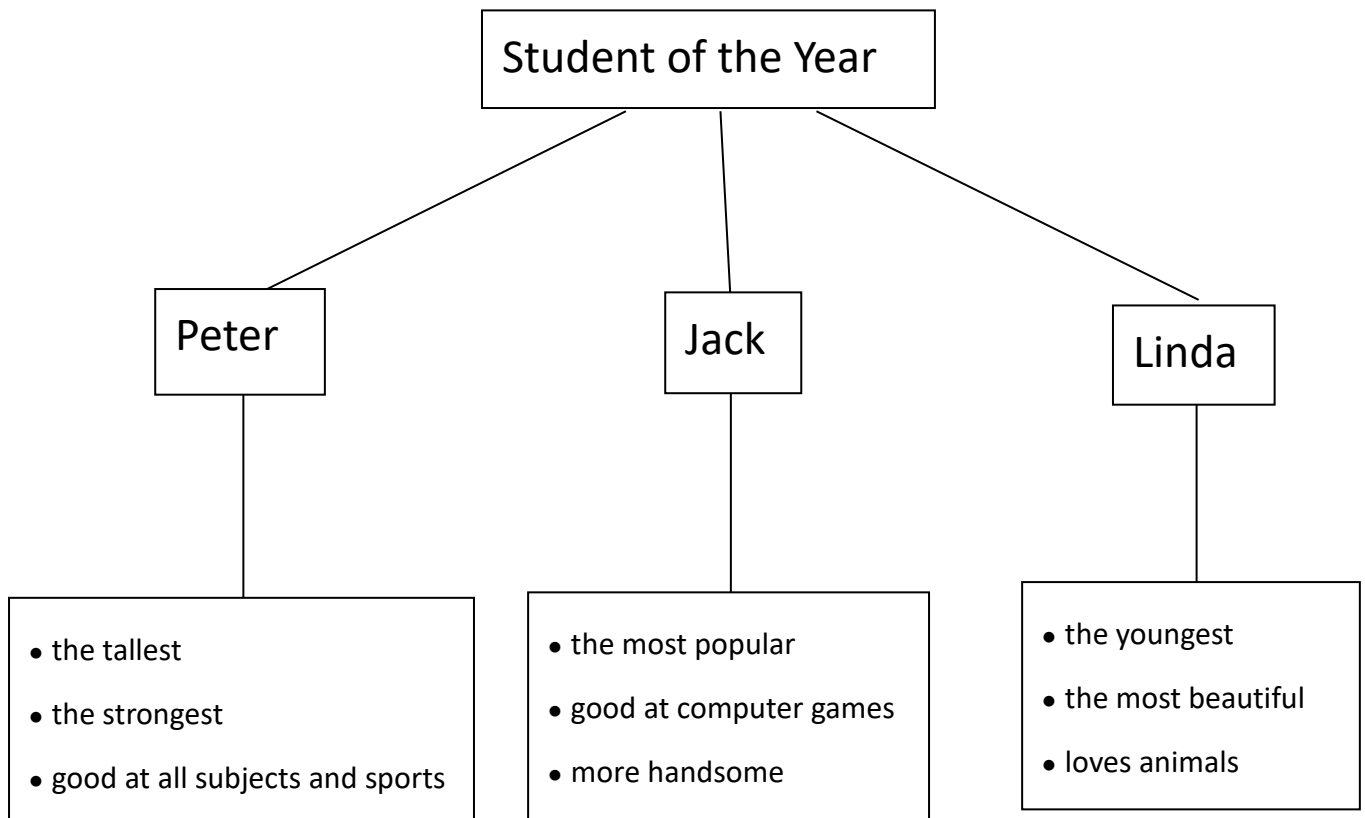 Student of the Year
Peter
Jack
Linda
• the tallest
• the strongest
• good at all subjects and sports
• the most popular
• good at computer games
• more handsome
• the youngest
• the most beautiful
• loves animals